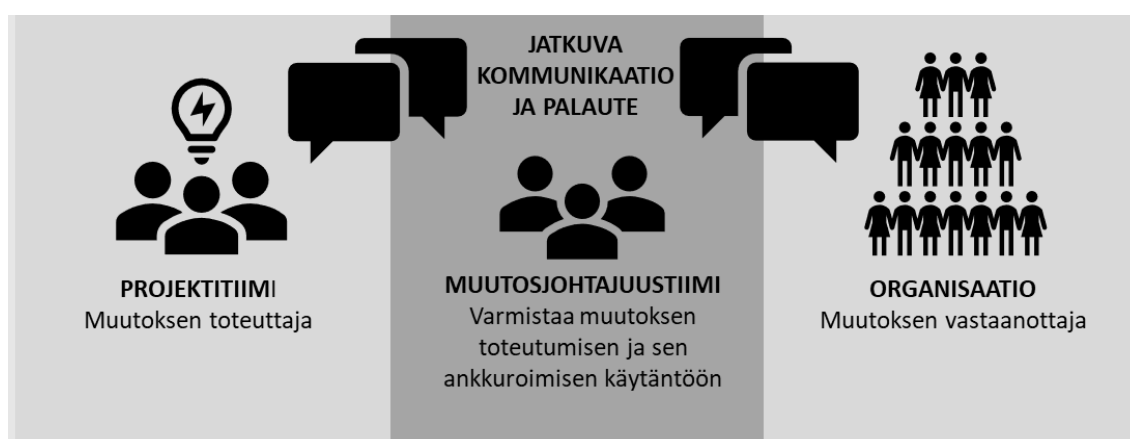 JATKUVA
KOMMUNIKAATIO
JA PALAUTE
PROJEKTITIIMI
Muutoksen toteuttaja
MUUTOSJOHTAJUUSTIIMI
Varmistaa muutoksen
toteutumisen ja sen
ankkuroimisen käytäntöön
ORGANISAATIO
Muutoksen vastaanottaja